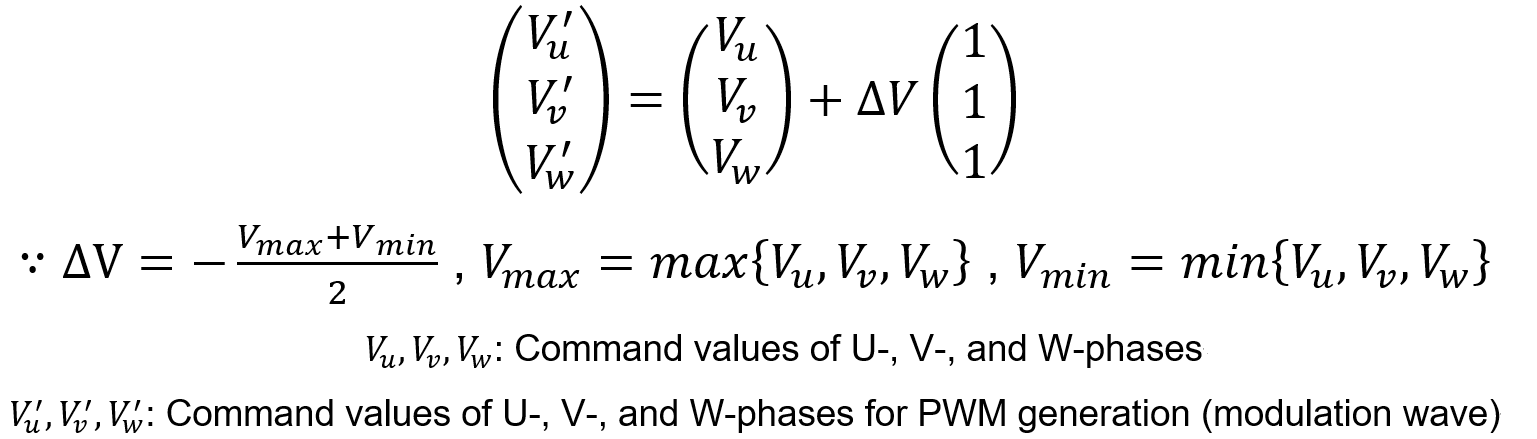 (V′ᵤ V′ᵥ V′w) = (Vᵤ Vᵥ Vw) + ΔV (1 1 1)
∵ ΔV = − (Vmax+Vmin)/2 , Vmax = max{Vu, Vv, Vw} , Vmin = min{Vu, Vv, Vw}
Vu, Vv, Vw: Command values of U-, V-, and W-phases
V′u, V′v, V′w: Command values of U-, V-, and W-phases for PWM generation (modulation wave)